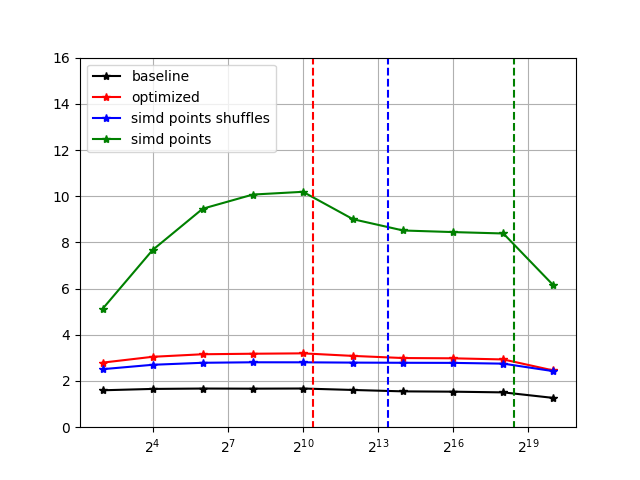 16
14
12
10
8
6
4
2
0
baseline
optimized
simd points shuffles
simd points
2^4 2^7 2^10 2^13 2^16 2^19